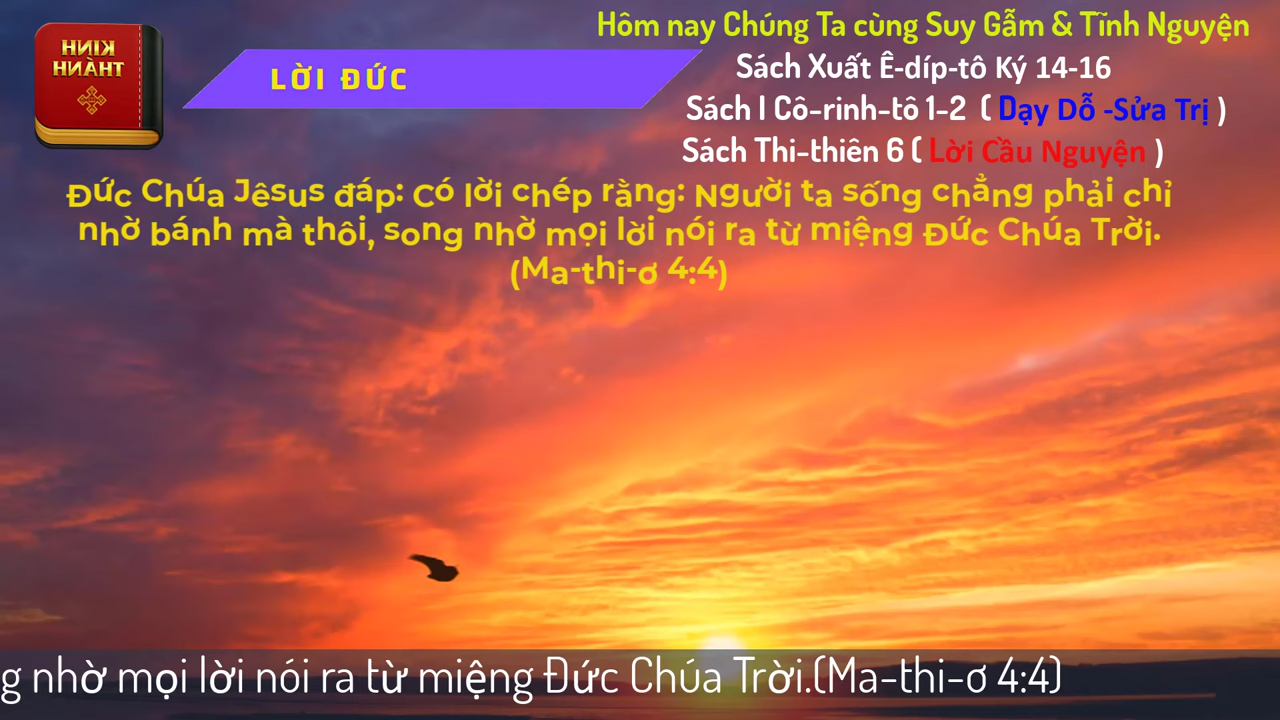 Hôm nay Chúng Ta cùng Suy Gẫm & Tĩnh Nguyện
KINH
THÁNH
LỜI ĐỨC
Sách Xuất Ê-díp-tô Ký 14-16
Sách I Cô-rinh-tô 1-2 ( Dạy Dỗ -Sửa Trị )
Sách Thi-thiên 6 ( Lời Cầu Nguyện )
Đức Chúa Jêsus đáp: Có lời chép rằng: Người ta sống chẳng phải chỉ
nhờ bánh mà thôi, song nhờ mọi lời nói ra từ miệng Đức Chúa Trời.
(Ma-thi-ơ 4:4)
g nhờ mọi lời nói ra từ miệng Đức Chúa Trời.(Ma-thi-ơ 4:4)